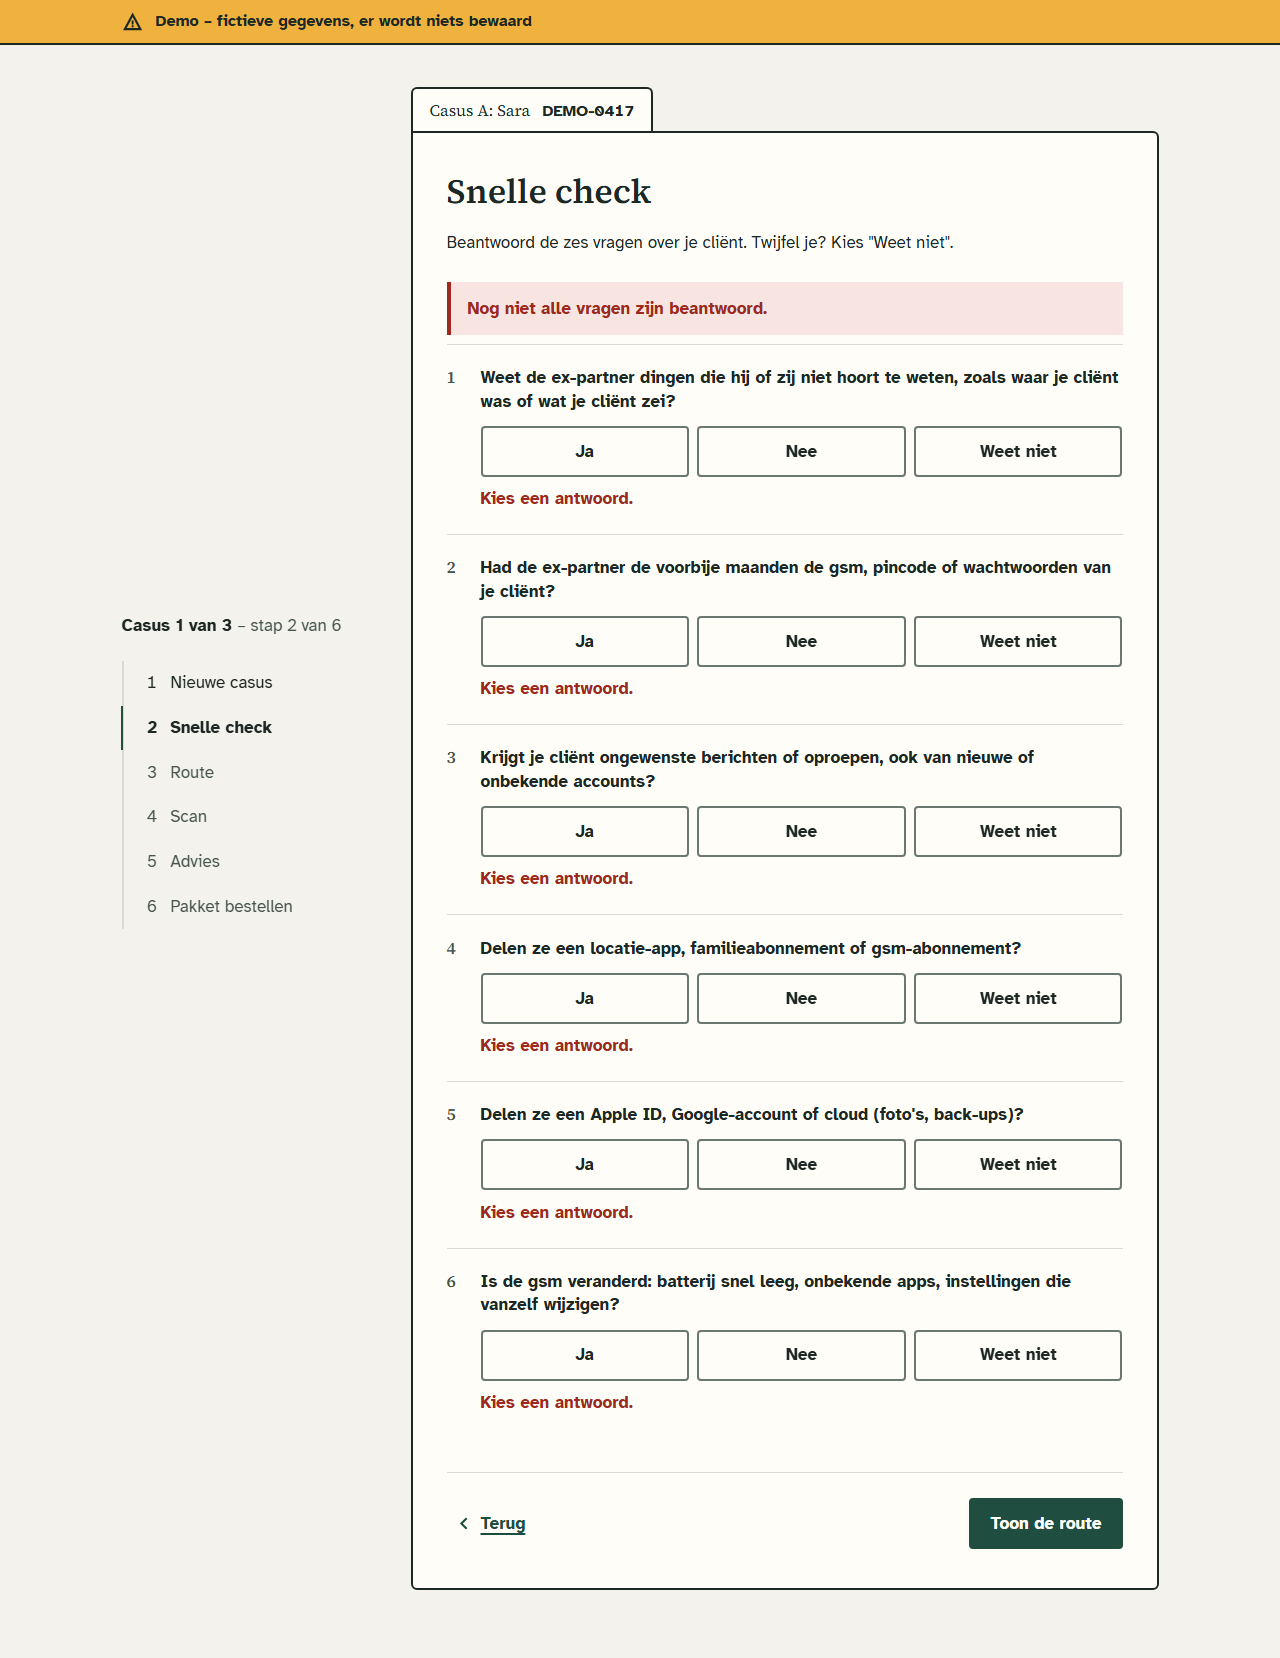 Demo – fictieve gegevens, er wordt niets bewaard
Casus A: Sara DEMO-0417
Snelle check
Beantwoord de zes vragen over je cliënt. Twijfel je? Kies "Weet niet".
Nog niet alle vragen zijn beantwoord.
1 Weet de ex-partner dingen die hij of zij niet hoort te weten, zoals waar je cliënt
was of wat je cliënt zei?
Ja Nee Weet niet
Kies een antwoord.
2 Had de ex-partner de voorbije maanden de gsm, pincode of wachtwoorden van
je cliënt?
Ja Nee Weet niet
Kies een antwoord.
3 Krijgt je cliënt ongewenste berichten of oproepen, ook van nieuwe of
onbekende accounts?
Ja Nee Weet niet
Kies een antwoord.
4 Delen ze een locatie-app, familieabonnement of gsm-abonnement?
Ja Nee Weet niet
Kies een antwoord.
5 Delen ze een Apple ID, Google-account of cloud (foto's, back-ups)?
Ja Nee Weet niet
Kies een antwoord.
6 Is de gsm veranderd: batterij snel leeg, onbekende apps, instellingen die
vanzelf wijzigen?
Ja Nee Weet niet
Kies een antwoord.
Terug
Toon de route
Casus 1 van 3 – stap 2 van 6
1 Nieuwe casus
2 Snelle check
3 Route
4 Scan
5 Advies
6 Pakket bestellen